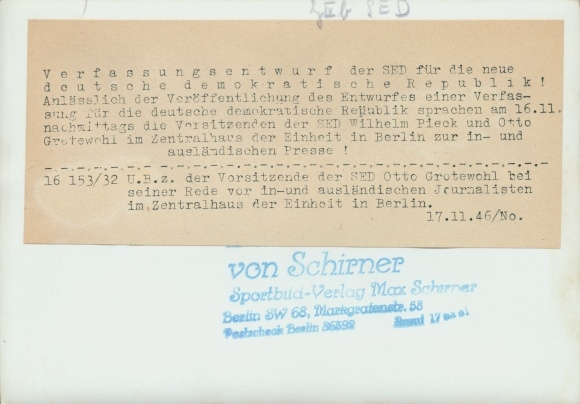 SED
Verfassungsentwurf der SED für die neue
deutsche demokratische Republik!
Anlässlich der Veröffentlichung des Entwurfes einer Verfas-
sung für die deutsche demokratische Republik sprachen am 16.11.
nachmittags die Vorsitzenden der SED Wilhelm Pieck und Otto
Grotewohl im Zentralhaus der Einheit in Berlin zur in- und
ausländischen Presse !
16 153/32 U.B.z. der Vorsitzende der SED Otto Grotewohl bei
seiner Rede vor in-und ausländischen Journalisten
im Zentralhaus der Einheit in Berlin.
17.11.46/No.
von Schirner
Sportbild-Verlag Max Schirner
Berlin SW 68, Markgrafenstr. 58
Postscheck Berlin 36392